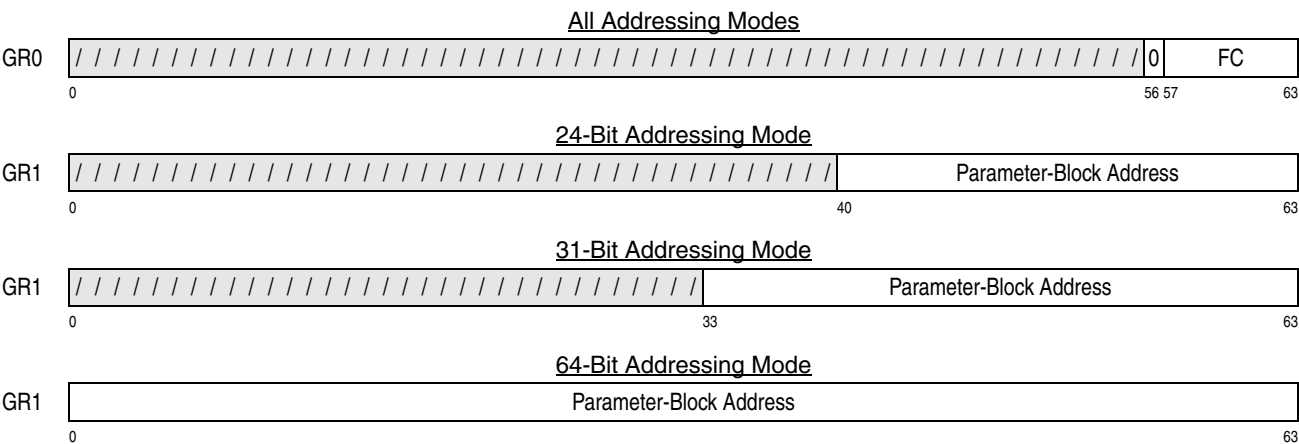 All Addressing Modes
GR0 / / / / / / / / / / / / / / / / / / / / / / / / / / / / / / / / / / / / / / / / / / / / / / / / / / / / / / / / 0 FC
0 56 57 63
24-Bit Addressing Mode
GR1 / / / / / / / / / / / / / / / / / / / / / / / / / / / / / / / / / / / / / / / / Parameter-Block Address
0 40 63
31-Bit Addressing Mode
GR1 / / / / / / / / / / / / / / / / / / / / / / / / / / / / / / / / / Parameter-Block Address
0 33 63
64-Bit Addressing Mode
GR1 Parameter-Block Address
0 63